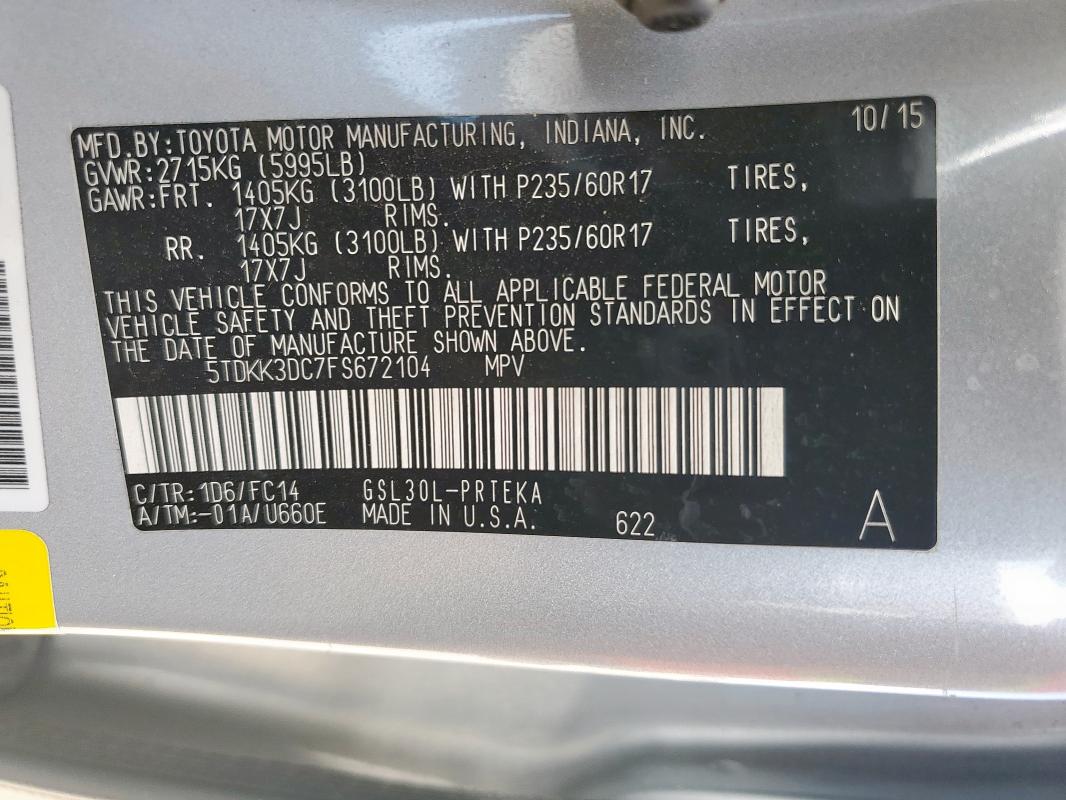 10/15
MFD.BY:TOYOTA MOTOR MANUFACTURING, INDIANA, INC.
GVWR:2715KG (5995LB)
GAWR:FRT. 1405KG (3100LB) WITH P235/60R17 TIRES,
17X7J RIMS.
RR. 1405KG (3100LB) WITH P235/60R17 TIRES,
17X7J RIMS.
THIS VEHICLE CONFORMS TO ALL APPLICABLE FEDERAL MOTOR
VEHICLE SAFETY AND THEFT PREVENTION STANDARDS IN EFFECT ON
THE DATE OF MANUFACTURE SHOWN ABOVE.
5TDKK3DC7FS672104 MPV
C/TR:1D6/FC14 GSL30L-PRTEKA
A/TM:-01A/U660E MADE IN U.S.A. 622 A